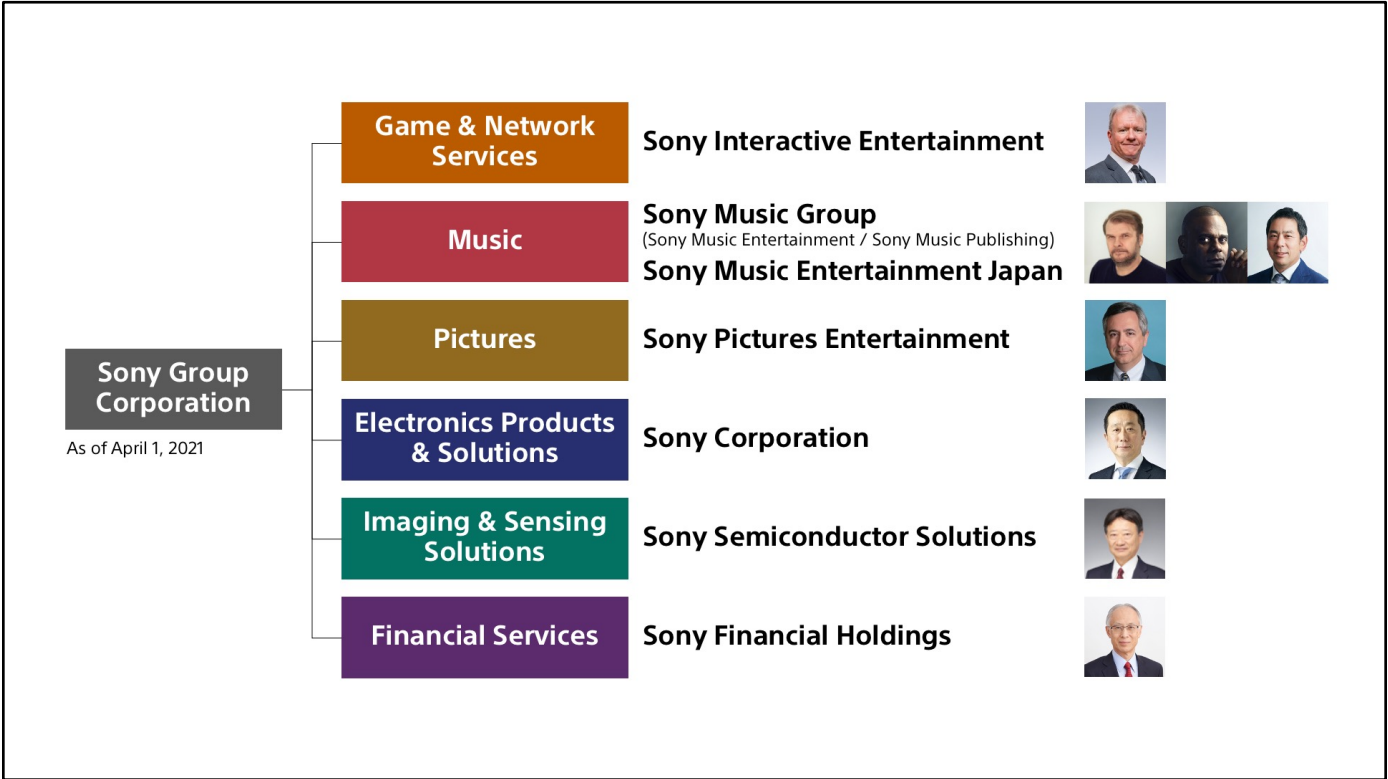 Game & Network
Services
Sony Interactive Entertainment
Music
Sony Music Group
(Sony Music Entertainment / Sony Music Publishing)
Sony Music Entertainment Japan
Pictures
Sony Pictures Entertainment
Sony Group
Corporation
As of April 1, 2021
Electronics Products
& Solutions
Sony Corporation
Imaging & Sensing
Solutions
Sony Semiconductor Solutions
Financial Services
Sony Financial Holdings